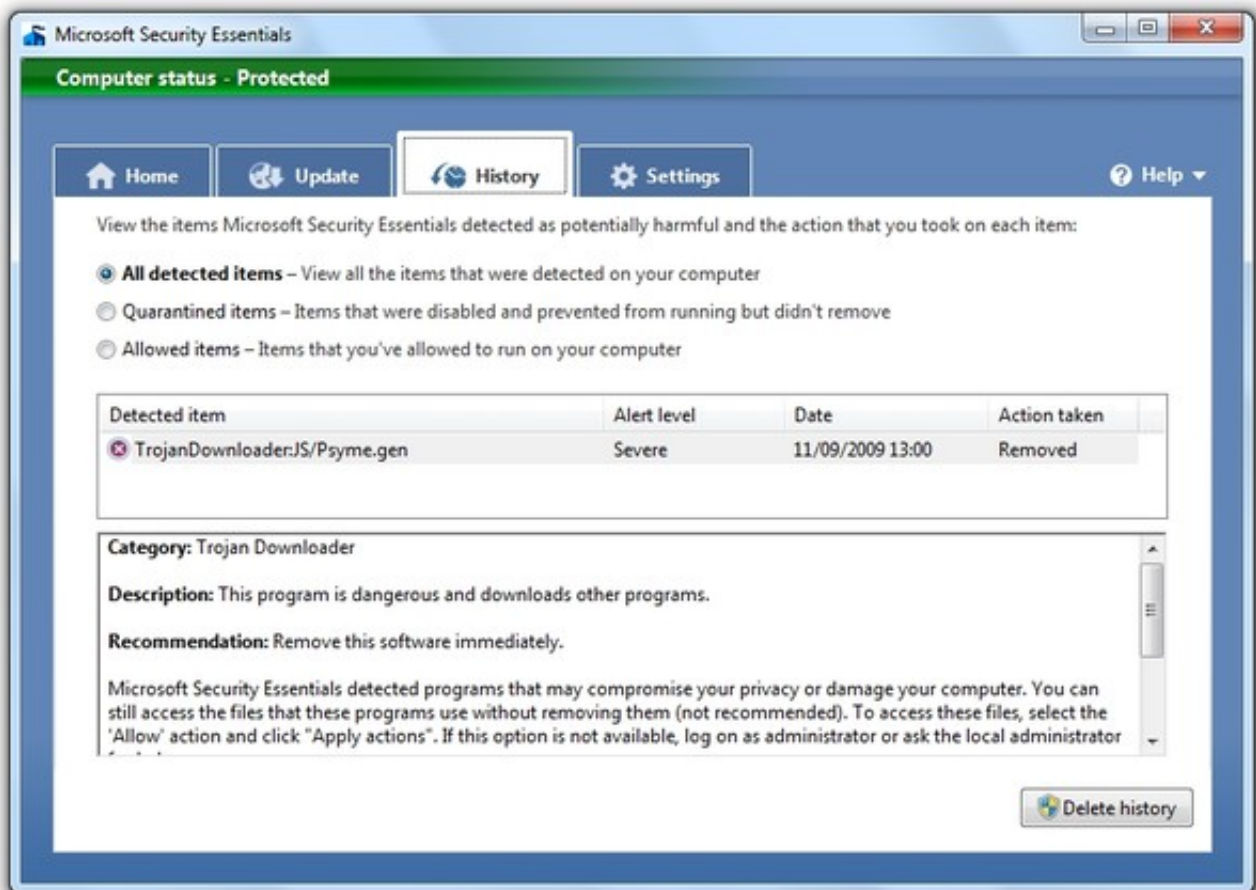 Microsoft Security Essentials
Computer status - Protected
Home
Update
History
Settings
Help
View the items Microsoft Security Essentials detected as potentially harmful and the action that you took on each item:
All detected items – View all the items that were detected on your computer
Quarantined items – Items that were disabled and prevented from running but didn't remove
Allowed items – Items that you've allowed to run on your computer
Detected item Alert level Date Action taken
TrojanDownloader:JS/Psyme.gen Severe 11/09/2009 13:00 Removed
Category: Trojan Downloader
Description: This program is dangerous and downloads other programs.
Recommendation: Remove this software immediately.
Microsoft Security Essentials detected programs that may compromise your privacy or damage your computer. You can
still access the files that these programs use without removing them (not recommended). To access these files, select the
'Allow' action and click "Apply actions". If this option is not available, log on as administrator or ask the local administrator
Delete history